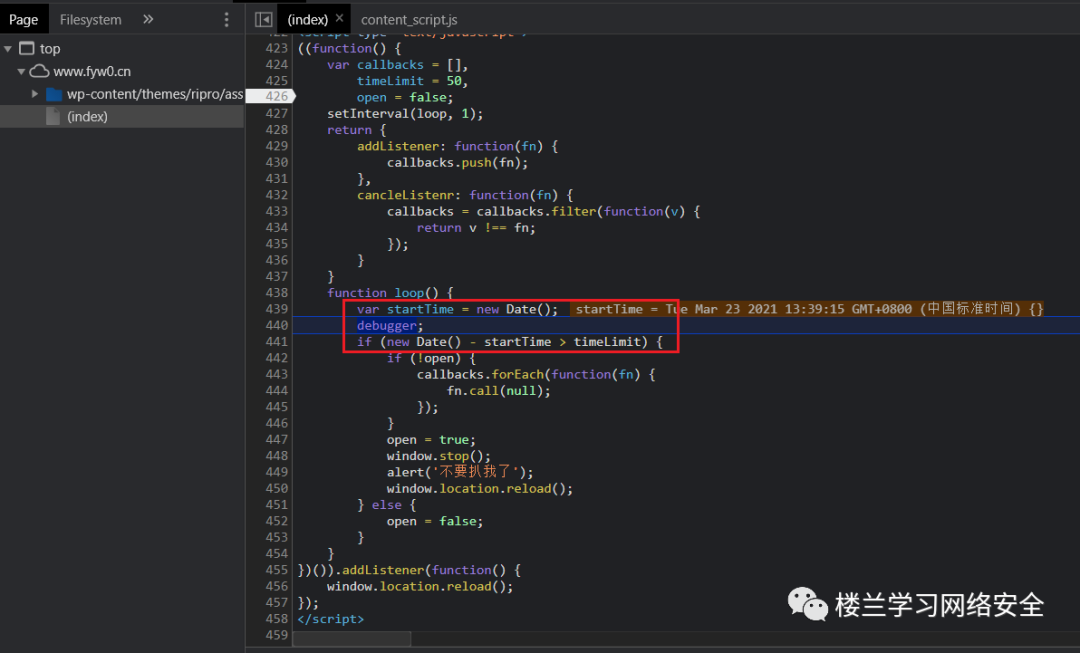 Page Filesystem » (index) × content_script.js
top
www.fyw0.cn
wp-content/themes/ripro/ass
(index)
422 <script type="text/javascript">
423 ((function() {
424 var callbacks = [],
425 timeLimit = 50,
426 open = false;
427 setInterval(loop, 1);
428 return {
429 addListener: function(fn) {
430 callbacks.push(fn);
431 },
432 cancleListenr: function(fn) {
433 callbacks = callbacks.filter(function(v) {
434 return v !== fn;
435 });
436 }
437 }
438 function loop() {
439 var startTime = new Date(); startTime = Tue Mar 23 2021 13:39:15 GMT+0800 (中国标准时间) {}
440 debugger;
441 if (new Date() - startTime > timeLimit) {
442 if (!open) {
443 callbacks.forEach(function(fn) {
444 fn.call(null);
445 });
446 }
447 open = true;
448 window.stop();
449 alert('不要扒我了');
450 window.location.reload();
451 } else {
452 open = false;
453 }
454 }
455 })()).addListener(function() {
456 window.location.reload();
457 });
458 </script>
459
楼兰学习网络安全